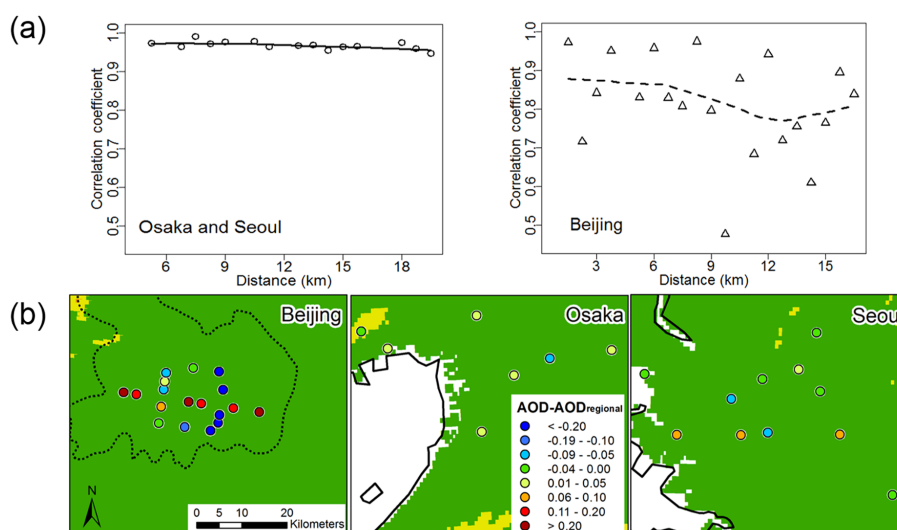 (a)
Correlation coefficient
0.5 0.6 0.7 0.8 0.9 1.0
Osaka and Seoul
6 9 12 15 18
Distance (km)
Correlation coefficient
0.5 0.6 0.7 0.8 0.9 1.0
Beijing
3 6 9 12 15
Distance (km)
(b)
Beijing
N
0 10 20
Kilometers
Osaka
AOD-AODregional
< -0.20
-0.19 - -0.10
-0.09 - -0.05
-0.04 - 0.00
0.01 - 0.05
0.06 - 0.10
0.11 - 0.20
> 0.20
Seou